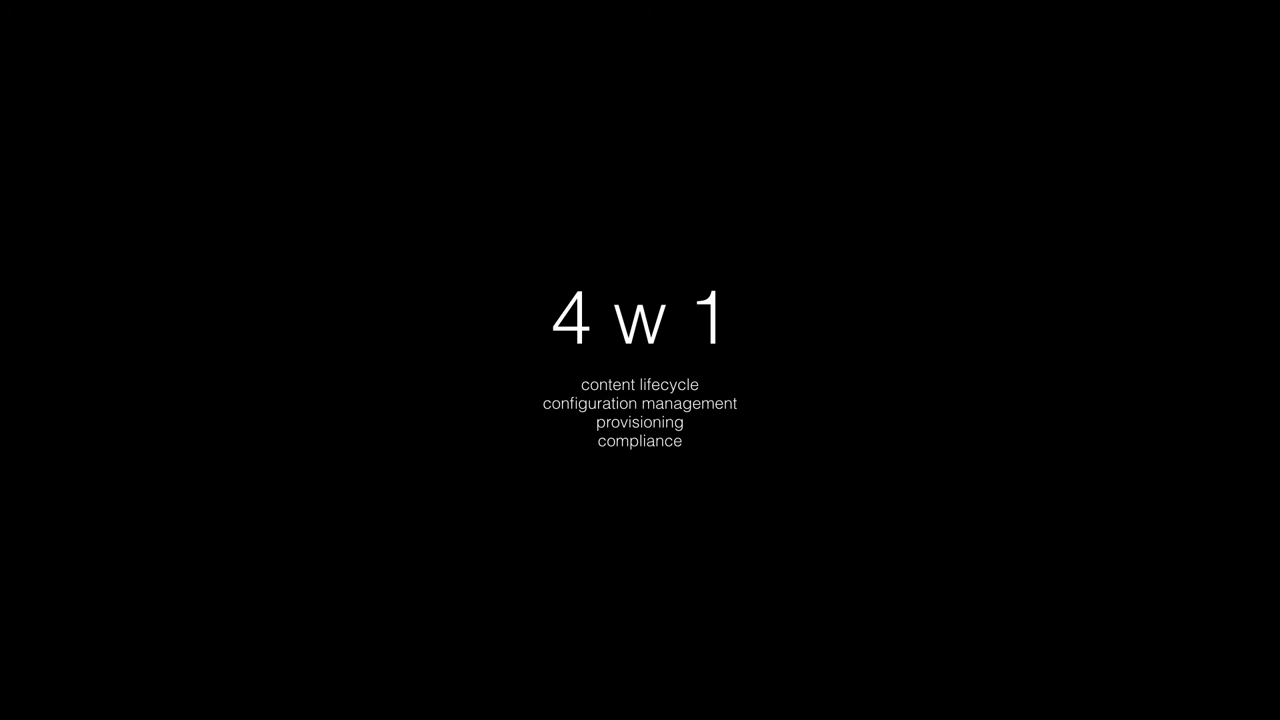 4 w 1
content lifecycle
configuration management
provisioning
compliance